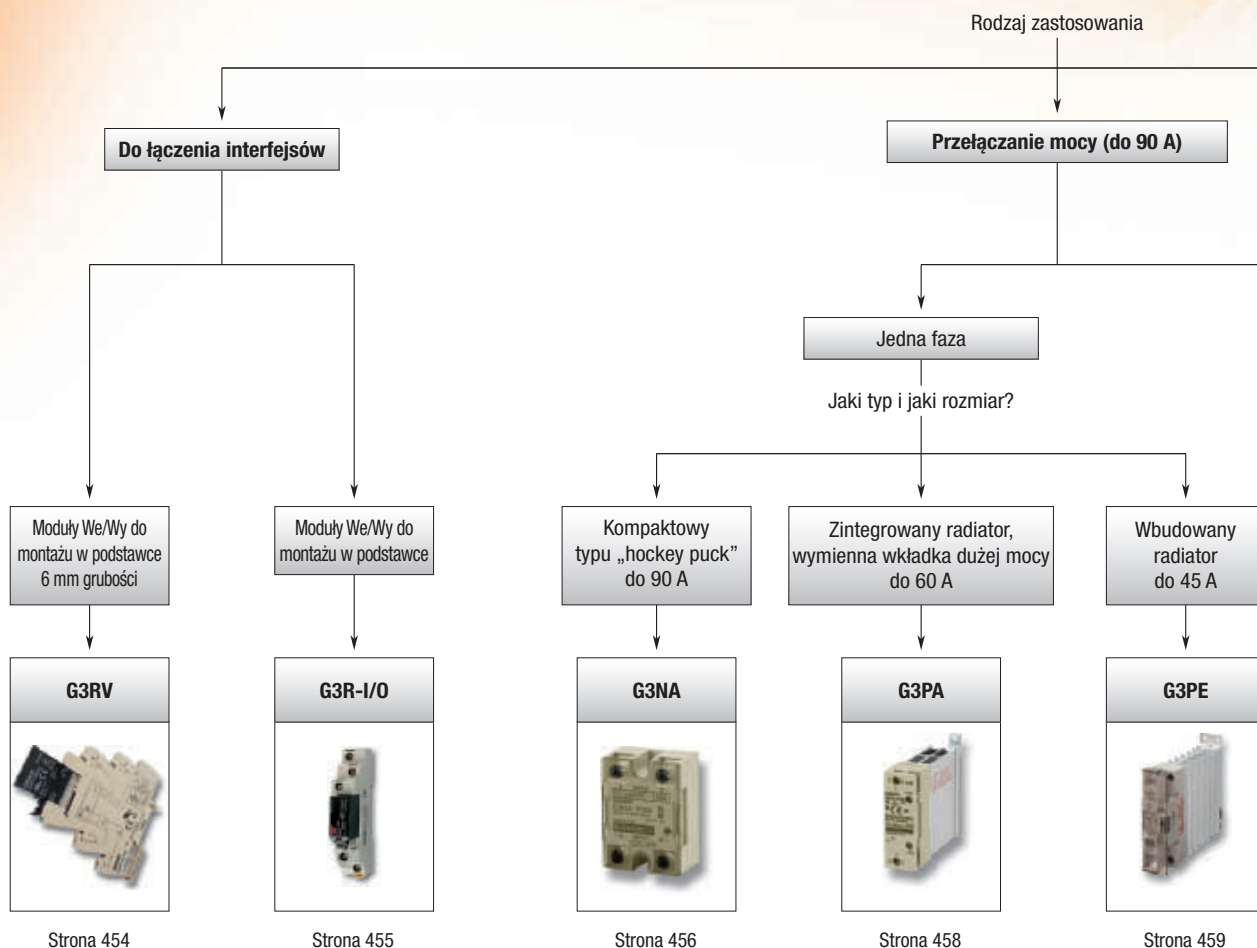 Rodzaj zastosowania
Do łączenia interfejsów
Przełączanie mocy (do 90 A)
Jedna faza
Jaki typ i jaki rozmiar?
Moduły We/Wy do
montażu w podstawce
6 mm grubości
Moduły We/Wy do
montażu w podstawce
Kompaktowy
typu „hockey puck”
do 90 A
Zintegrowany radiator,
wymienna wkładka dużej mocy
do 60 A
Wbudowany
radiator
do 45 A
G3RV
G3R-I/O
G3NA
G3PA
G3PE
Strona 454
Strona 455
Strona 456
Strona 458
Strona 459